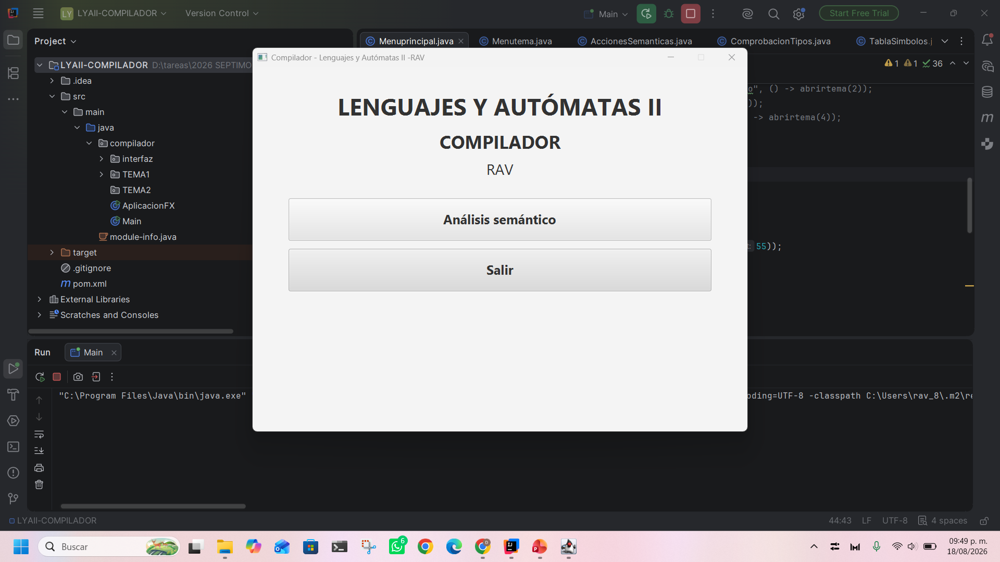 LY LYAII-COMPILADOR Version Control Main Start Free Trial
Project
Menuprincipal.java Menutema.java AccionesSemanticas.java ComprobacionTipos.java TablaSimbolos.j
LYAII-COMPILADOR D:\tareas\2026 SEPTIMO
.idea
src
main
java
compilador
interfaz
TEMA1
TEMA2
AplicacionFX
Main
module-info.java
target
.gitignore
m pom.xml
External Libraries
Scratches and Consoles
1 1 36
o", () -> abrirtema(2));
));
-> abrirtema(4));
55));
Compilador - Lenguajes y Autómatas II -RAV
LENGUAJES Y AUTÓMATAS II
COMPILADOR
RAV
Análisis semántico
Salir
Run Main
"C:\Program Files\Java\bin\java.exe"
oding=UTF-8 -classpath C:\Users\rav_8\.m2\re
LYAII-COMPILADOR 44:43 LF UTF-8 4 spaces
Buscar
6
09:49 p. m.
18/08/2026